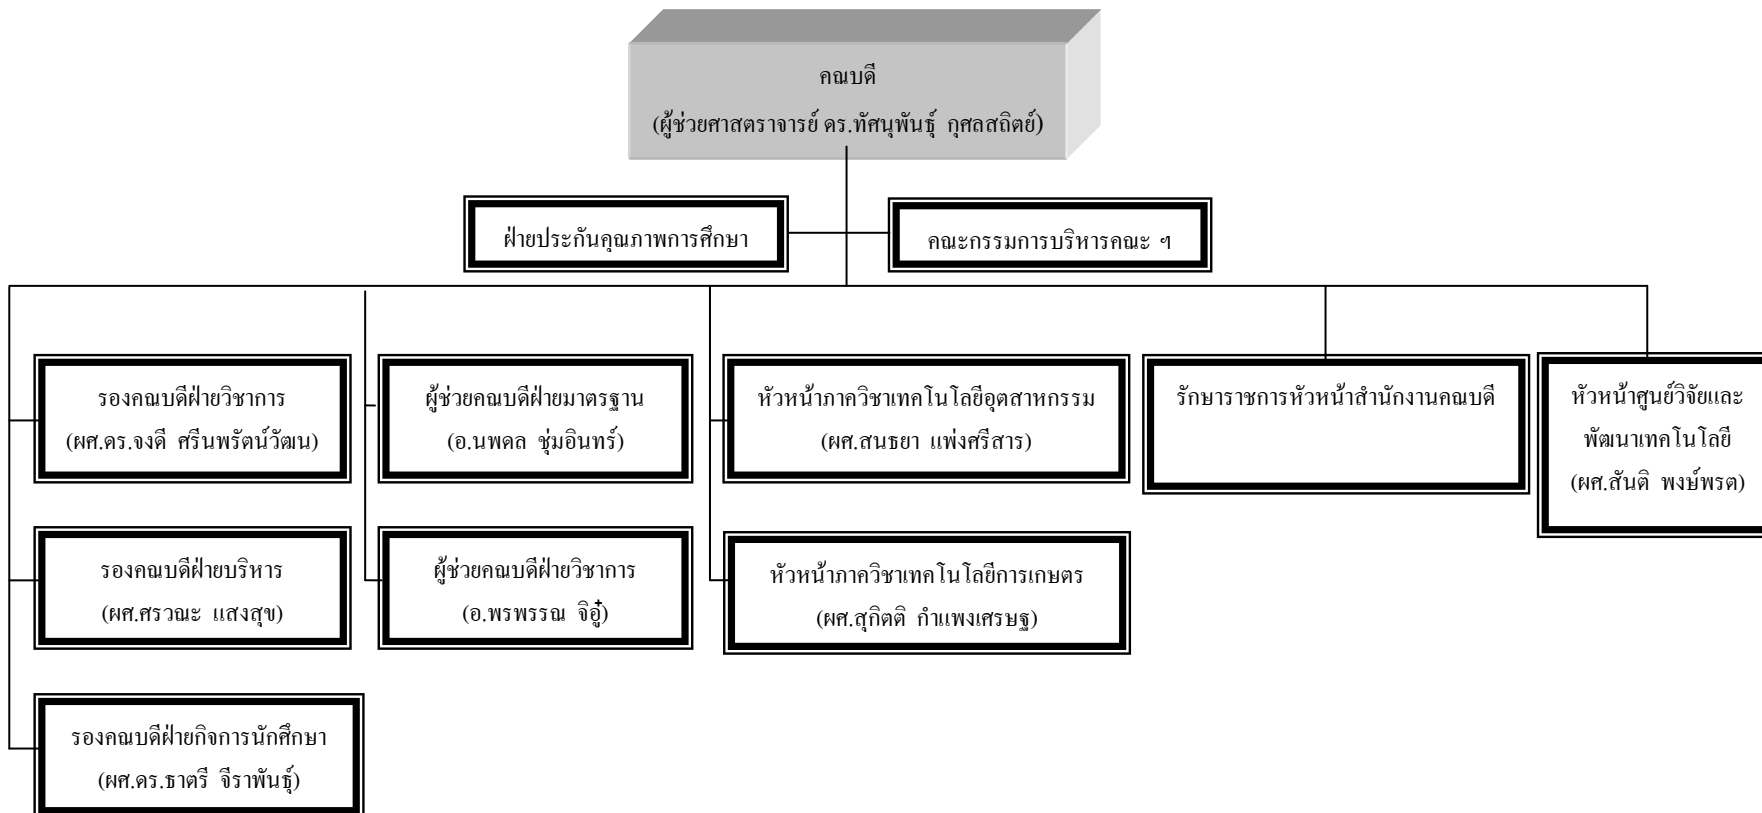 คณบดี
(ผู้ช่วยศาสตราจารย์ ดร.ทัศนุพันธุ์ กุศลสถิตย์)
ฝ่ายประกันคุณภาพการศึกษา
คณะกรรมการบริหารคณะ ฯ
รองคณบดีฝ่ายวิชาการ
(ผศ.ดร.จงดี ศรีนพรัตน์วัฒน)
ผู้ช่วยคณบดีฝ่ายมาตรฐาน
(อ.นพดล ชุ่มอินทร์)
หัวหน้าภาควิชาเทคโนโลยีอุตสาหกรรม
(ผศ.สนธยา แพ่งศรีสาร)
รักษาราชการหัวหน้าสำนักงานคณบดี
หัวหน้าศูนย์วิจัยและ
พัฒนาเทคโนโลยี
(ผศ.สันติ พงษ์พรต)
รองคณบดีฝ่ายบริหาร
(ผศ.ศรวณะ แสงสุข)
ผู้ช่วยคณบดีฝ่ายวิชาการ
(อ.พรพรรณ จิอู๋)
หัวหน้าภาควิชาเทคโนโลยีการเกษตร
(ผศ.สุกิตติ กำแพงเศรษฐ)
รองคณบดีฝ่ายกิจการนักศึกษา
(ผศ.ดร.ธาตรี จีราพันธุ์)